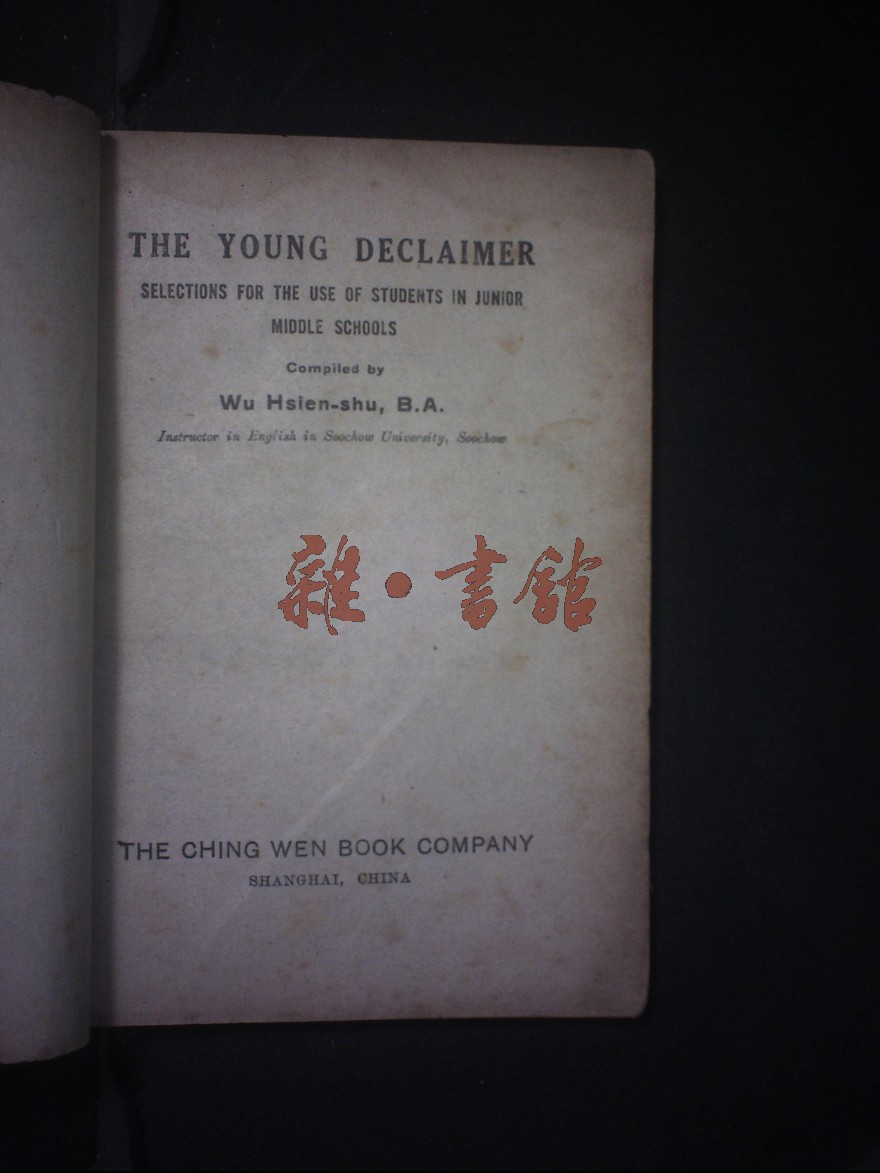 THE YOUNG DECLAIMER
SELECTIONS FOR THE USE OF STUDENTS IN JUNIOR
MIDDLE SCHOOLS
Compiled by
Wu Hsien-shu, B.A.
Instructor in English in Soochow University, Soochow
雜·書館
THE CHING WEN BOOK COMPANY
SHANGHAI, CHINA